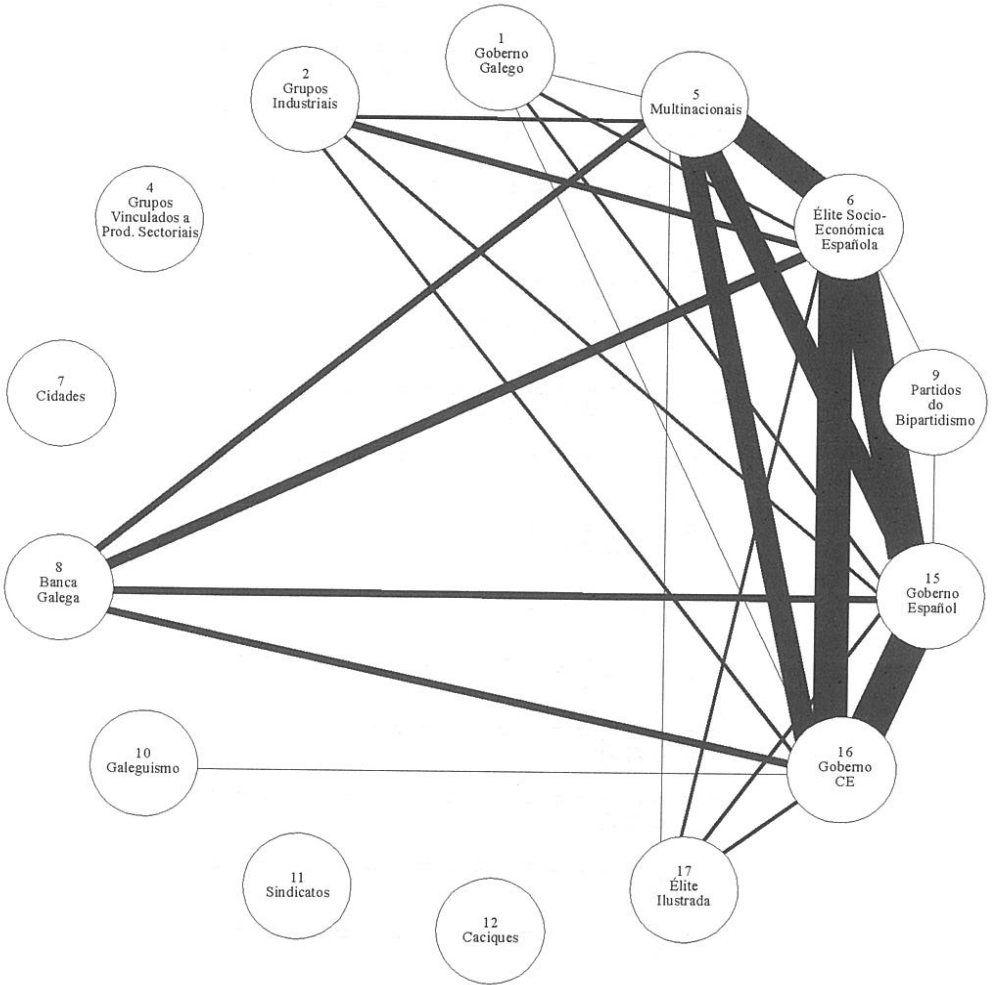 1
Goberno
Galego
2
Grupos
Industriais
5
Multinacionais
4
Grupos
Vinculados a
Prod. Sectoriais
6
Élite Socio-
Económica
Española
7
Cidades
9
Partidos
do
Bipartidismo
8
Banca
Galega
15
Goberno
Español
10
Galeguismo
16
Goberno
CE
11
Sindicatos
17
Élite
Ilustrada
12
Caciques